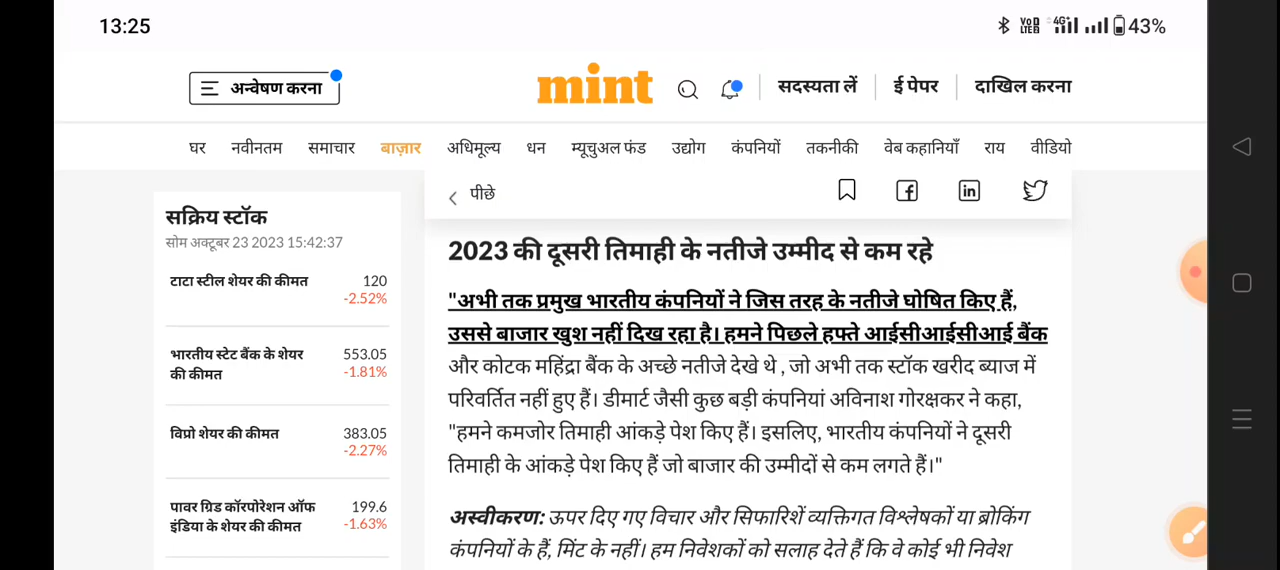 13:25
VoD LTE2 4G+ 43%
अन्वेषण करना
mint
सदस्यता लें
ई पेपर
दाखिल करना
घर नवीनतम समाचार बाज़ार अधिमूल्य धन म्यूचुअल फंड उद्योग कंपनियों तकनीकी वेब कहानियाँ राय वीडियो
पीछे
सक्रिय स्टॉक
सोम अक्टूबर 23 2023 15:42:37
टाटा स्टील शेयर की कीमत 120
-2.52%
भारतीय स्टेट बैंक के शेयर 553.05
की कीमत -1.81%
विप्रो शेयर की कीमत 383.05
-2.27%
पावर ग्रिड कॉरपोरेशन ऑफ 199.6
इंडिया के शेयर की कीमत -1.63%
2023 की दूसरी तिमाही के नतीजे उम्मीद से कम रहे
"अभी तक प्रमुख भारतीय कंपनियों ने जिस तरह के नतीजे घोषित किए हैं,
उससे बाजार खुश नहीं दिख रहा है। हमने पिछले हफ्ते आईसीआईसीआई बैंक
और कोटक महिंद्रा बैंक के अच्छे नतीजे देखे थे , जो अभी तक स्टॉक खरीद ब्याज में
परिवर्तित नहीं हुए हैं। डीमार्ट जैसी कुछ बड़ी कंपनियां अविनाश गोरक्षकर ने कहा,
"हमने कमजोर तिमाही आंकड़े पेश किए हैं। इसलिए, भारतीय कंपनियों ने दूसरी
तिमाही के आंकड़े पेश किए हैं जो बाजार की उम्मीदों से कम लगते हैं।"
अस्वीकरण: ऊपर दिए गए विचार और सिफारिशें व्यक्तिगत विश्लेषकों या ब्रोकिंग
कंपनियों के हैं, मिंट के नहीं। हम निवेशकों को सलाह देते हैं कि वे कोई भी निवेश